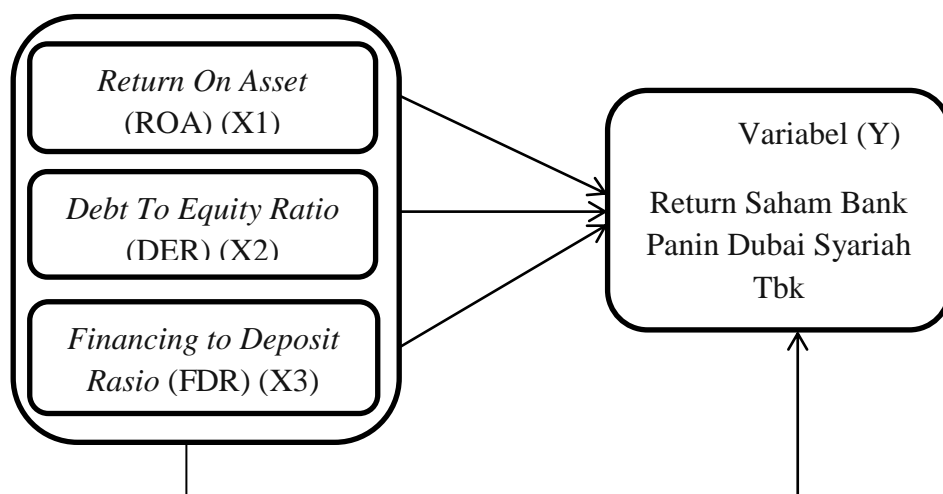 Return On Asset
(ROA) (X1)
Debt To Equity Ratio
(DER) (X2)
Financing to Deposit
Rasio (FDR) (X3)
Variabel (Y)
Return Saham Bank
Panin Dubai Syariah
Tbk